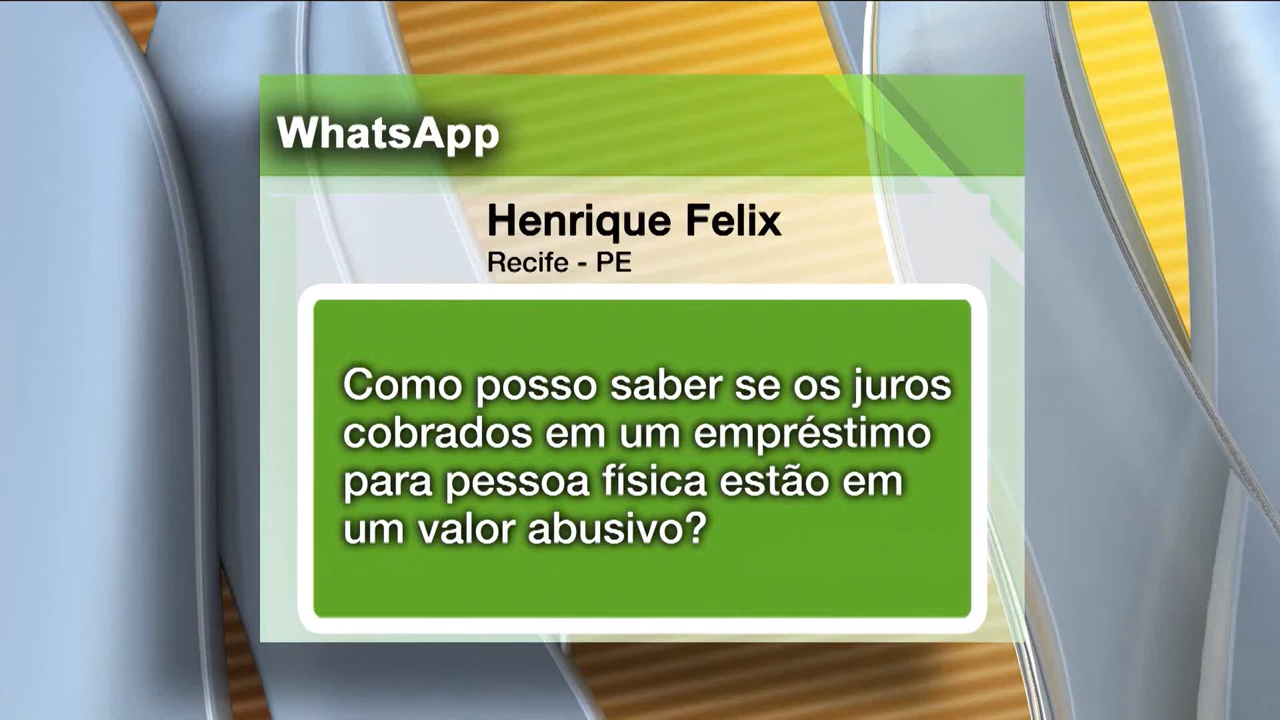 WhatsApp
Henrique Felix
Recife - PE
Como posso saber se os juros
cobrados em um empréstimo
para pessoa física estão em
um valor abusivo?